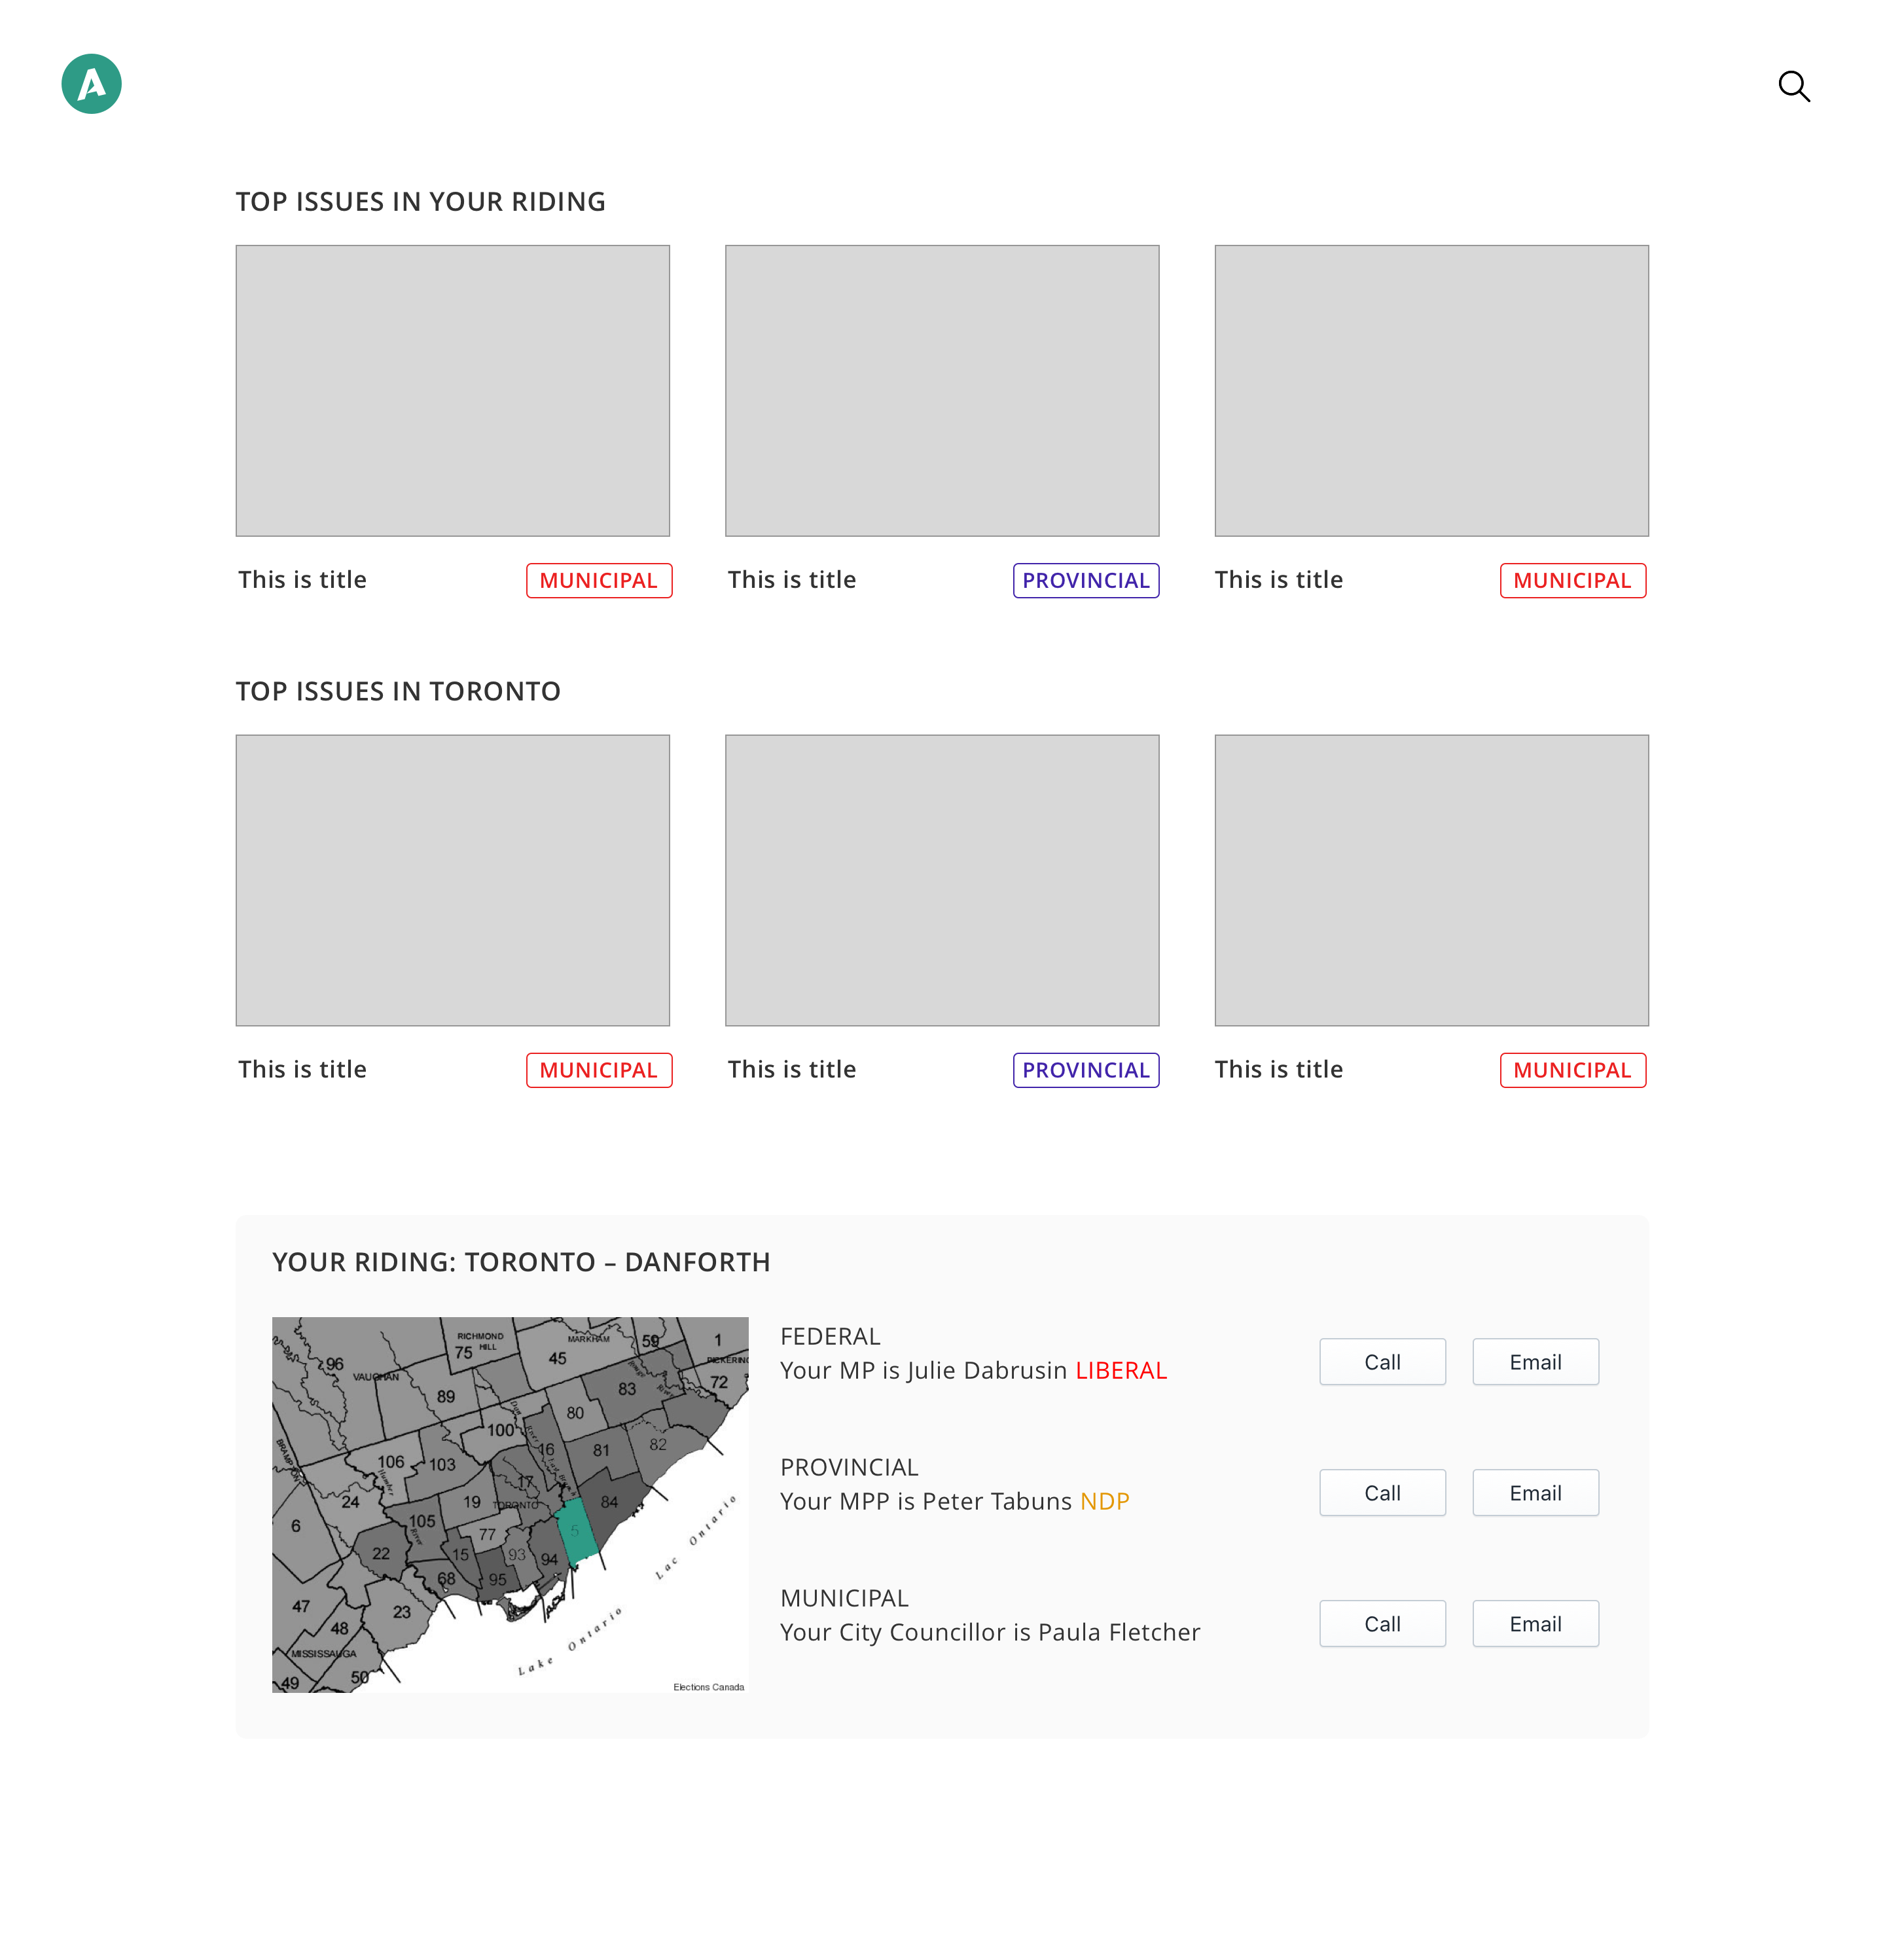 A
TOP ISSUES IN YOUR RIDING
This is title MUNICIPAL This is title PROVINCIAL This is title MUNICIPAL
TOP ISSUES IN TORONTO
This is title MUNICIPAL This is title PROVINCIAL This is title MUNICIPAL
YOUR RIDING: TORONTO – DANFORTH
RICHMOND HILL
MARKHAM
59
1
75
45
PICKERING
96
VAUGHAN
89
83
72
80
100
BRAMPTON
106
103
16
81
82
Humber
River
Don
River
24
19
17
TORONTO
84
6
105
77
5
22
15
93
94
68
95
47
23
48
MISSISSAUGA
49
50
Lac Ontario
Lake Ontario
Elections Canada
FEDERAL
Your MP is Julie Dabrusin LIBERAL
Call Email
PROVINCIAL
Your MPP is Peter Tabuns NDP
Call Email
MUNICIPAL
Your City Councillor is Paula Fletcher
Call Email